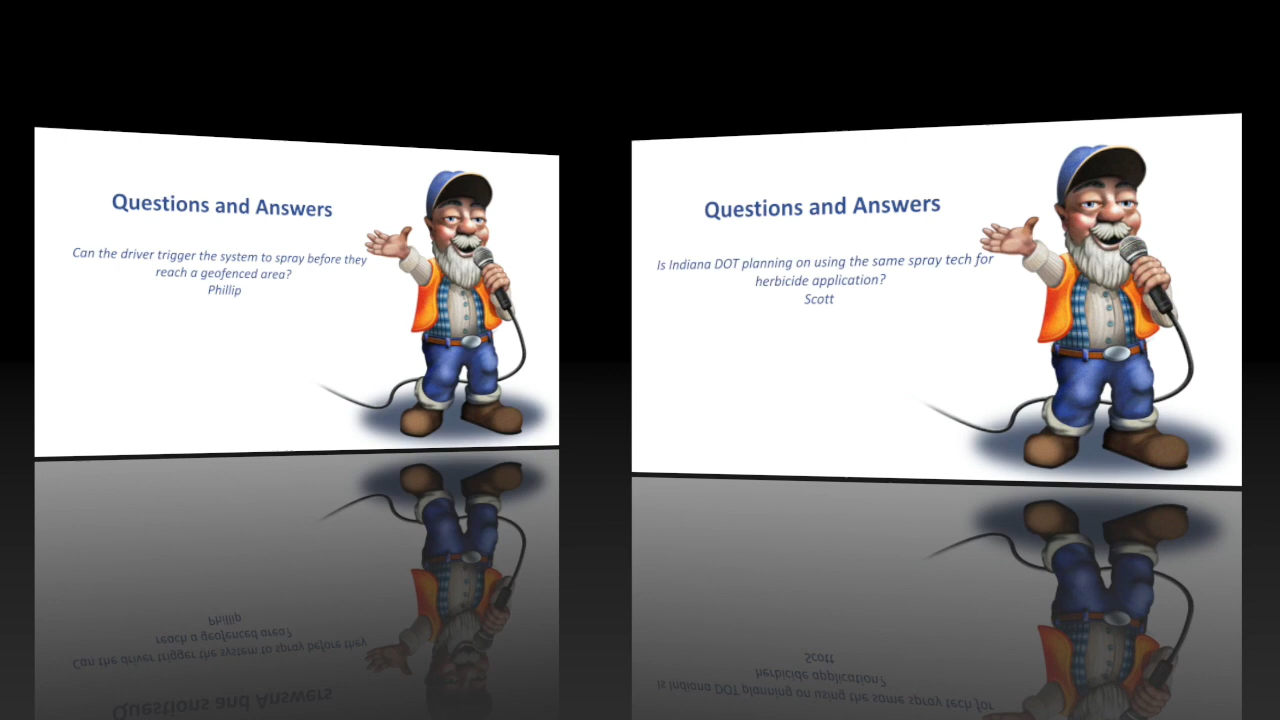 Questions and Answers
Can the driver trigger the system to spray before they
reach a geofenced area?
Phillip
Questions and Answers
Is Indiana DOT planning on using the same spray tech for
herbicide application?
Scott